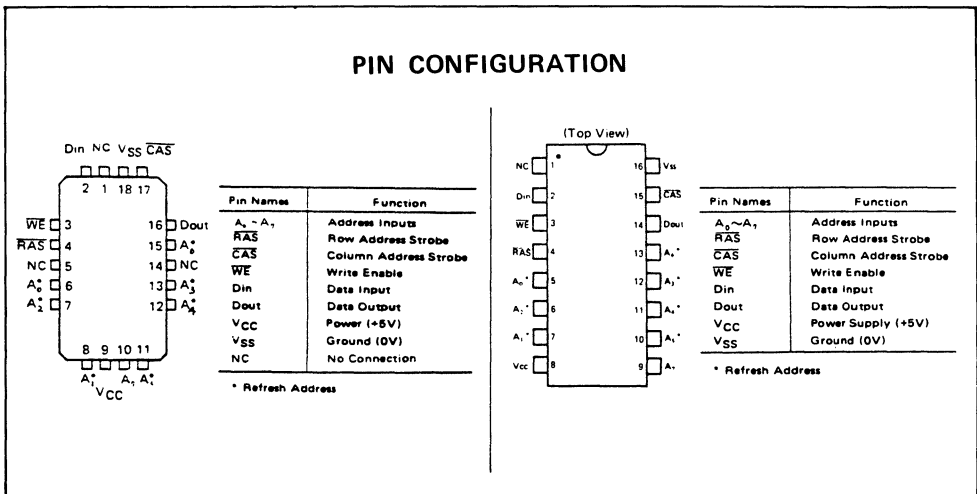 PIN CONFIGURATION
Din NC VSS CAS
2 1 18 17
WE 3 16 Dout
RAS 4 15 A6*
NC 5 14 NC
A0* 6 13 A3*
A2* 7 12 A4*
8 9 10 11
A1* VCC A7 A5*
Pin Names Function
A0 - A7 Address Inputs
RAS Row Address Strobe
CAS Column Address Strobe
WE Write Enable
Din Data Input
Dout Data Output
VCC Power (+5V)
VSS Ground (0V)
NC No Connection
* Refresh Address
(Top View)
NC 1 16 Vss
Din 2 15 CAS
WE 3 14 Dout
RAS 4 13 A6*
A0* 5 12 A3*
A2* 6 11 A4*
A1* 7 10 A5*
Vcc 8 9 A7
Pin Names Function
A0~A7 Address Inputs
RAS Row Address Strobe
CAS Column Address Strobe
WE Write Enable
Din Data Input
Dout Data Output
VCC Power Supply (+5V)
VSS Ground (0V)
* Refresh Address